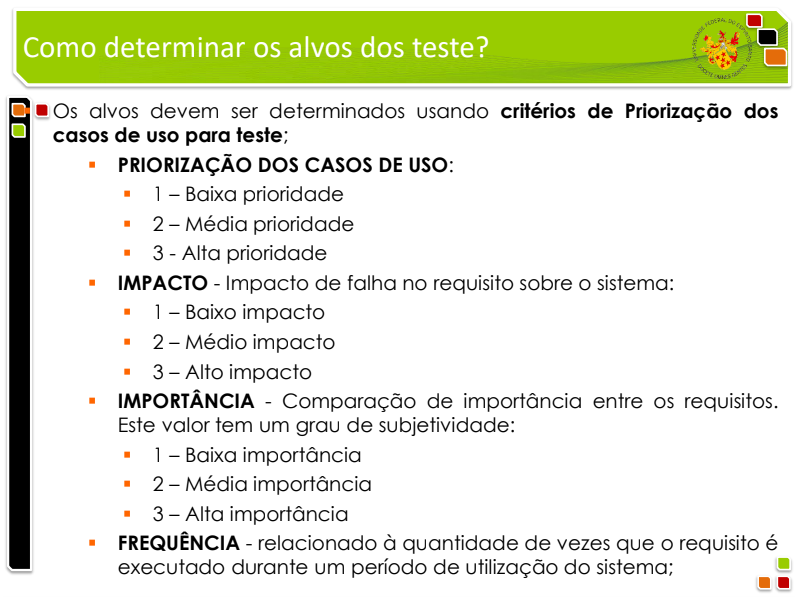 Como determinar os alvos dos teste?
Os alvos devem ser determinados usando critérios de Priorização dos
casos de uso para teste;
PRIORIZAÇÃO DOS CASOS DE USO:
1 – Baixa prioridade
2 – Média prioridade
3 - Alta prioridade
IMPACTO - Impacto de falha no requisito sobre o sistema:
1 – Baixo impacto
2 – Médio impacto
3 – Alto impacto
IMPORTÂNCIA - Comparação de importância entre os requisitos.
Este valor tem um grau de subjetividade:
1 – Baixa importância
2 – Média importância
3 – Alta importância
FREQUÊNCIA - relacionado à quantidade de vezes que o requisito é
executado durante um período de utilização do sistema;